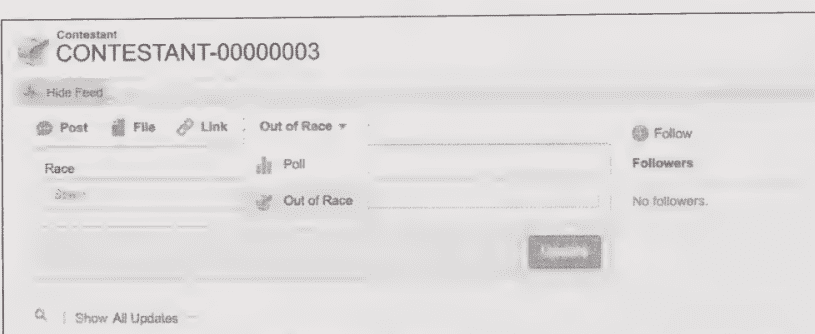 Contestant
CONTESTANT-00000003
Hide Feed
Post File Link Out of Race
Follow
Race
Poll
Followers
Out of Race
No followers.
Show All Updates